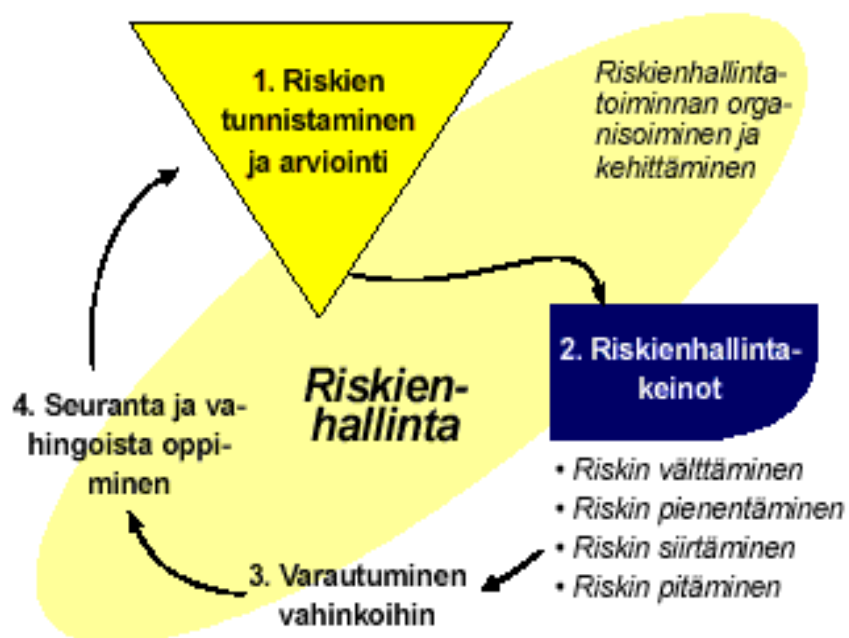 1. Riskien
tunnistaminen
ja arviointi
Riskienhallinta-
toiminnan orga-
nisoiminen ja
kehittäminen
2. Riskienhallinta-
keinot
• Riskin välttäminen
• Riskin pienentäminen
• Riskin siirtäminen
• Riskin pitäminen
3. Varautuminen
vahinkoihin
4. Seuranta ja va-
hingoista oppi-
minen
Riskien-
hallinta